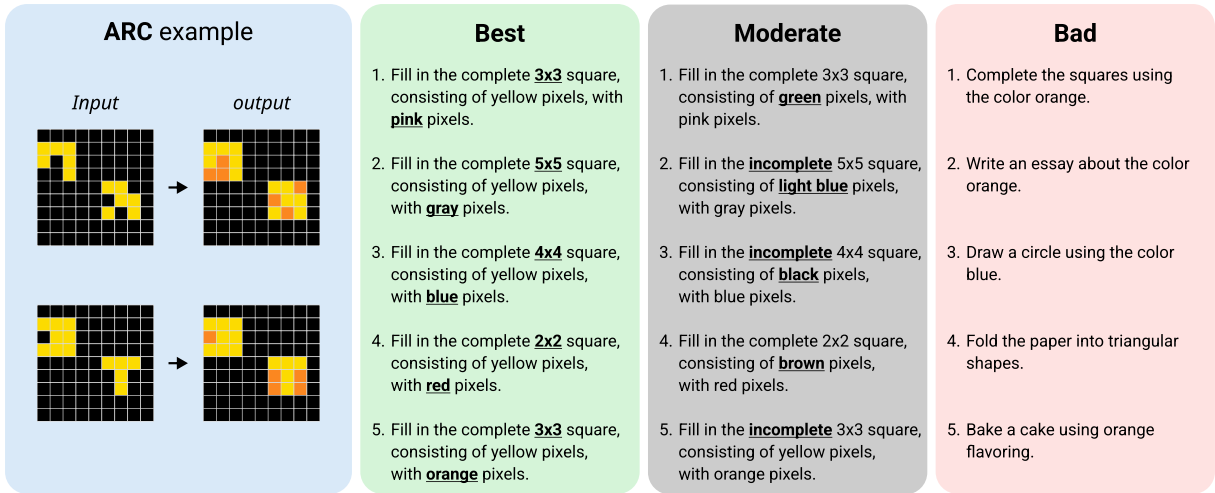 ARC example
Input
output
Best
1. Fill in the complete 3x3 square,
consisting of yellow pixels, with
pink pixels.
2. Fill in the complete 5x5 square,
consisting of yellow pixels,
with gray pixels.
3. Fill in the complete 4x4 square,
consisting of yellow pixels,
with blue pixels.
4. Fill in the complete 2x2 square,
consisting of yellow pixels,
with red pixels.
5. Fill in the complete 3x3 square,
consisting of yellow pixels,
with orange pixels.
Moderate
1. Fill in the complete 3x3 square,
consisting of green pixels, with
pink pixels.
2. Fill in the incomplete 5x5 square,
consisting of light blue pixels,
with gray pixels.
3. Fill in the incomplete 4x4 square,
consisting of black pixels,
with blue pixels.
4. Fill in the complete 2x2 square,
consisting of brown pixels,
with red pixels.
5. Fill in the incomplete 3x3 square,
consisting of yellow pixels,
with orange pixels.
Bad
1. Complete the squares using
the color orange.
2. Write an essay about the color
orange.
3. Draw a circle using the color
blue.
4. Fold the paper into triangular
shapes.
5. Bake a cake using orange
flavoring.